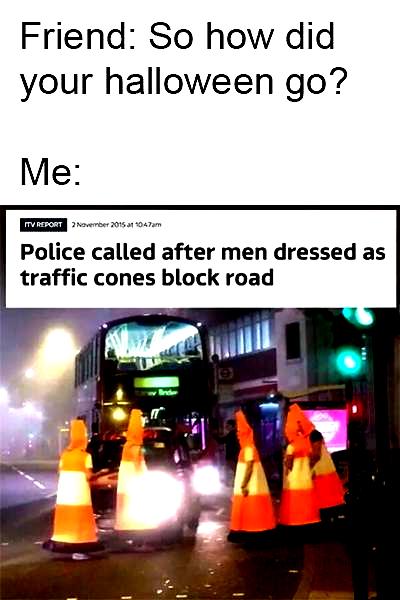 Friend: So how did
your halloween go?
Me:
ITV REPORT 2 November 2015 at 10:47am
Police called after men dressed as
traffic cones block road